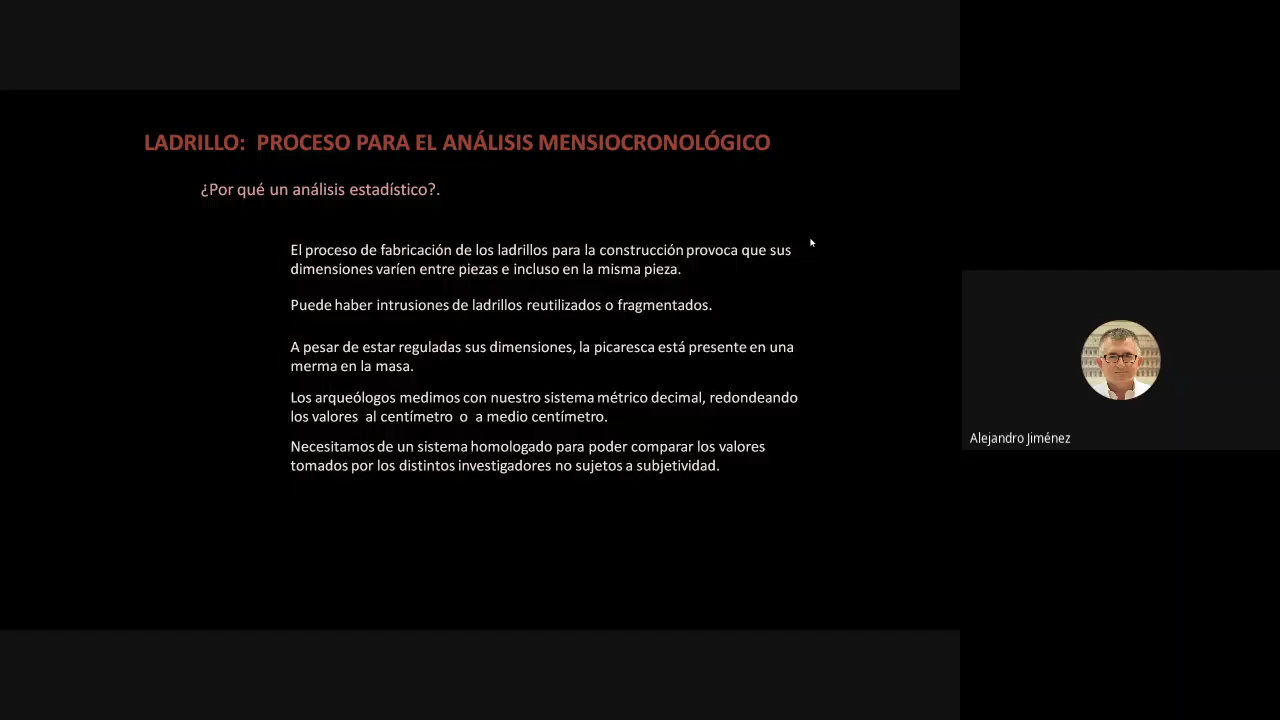 LADRILLO: PROCESO PARA EL ANÁLISIS MENSIOCRONOLÓGICO
¿Por qué un análisis estadístico?.
El proceso de fabricación de los ladrillos para la construcción provoca que sus
dimensiones varíen entre piezas e incluso en la misma pieza.
Puede haber intrusiones de ladrillos reutilizados o fragmentados.
A pesar de estar reguladas sus dimensiones, la picaresca está presente en una
merma en la masa.
Los arqueólogos medimos con nuestro sistema métrico decimal, redondeando
los valores al centímetro o a medio centímetro.
Necesitamos de un sistema homologado para poder comparar los valores
tomados por los distintos investigadores no sujetos a subjetividad.
Alejandro Jiménez